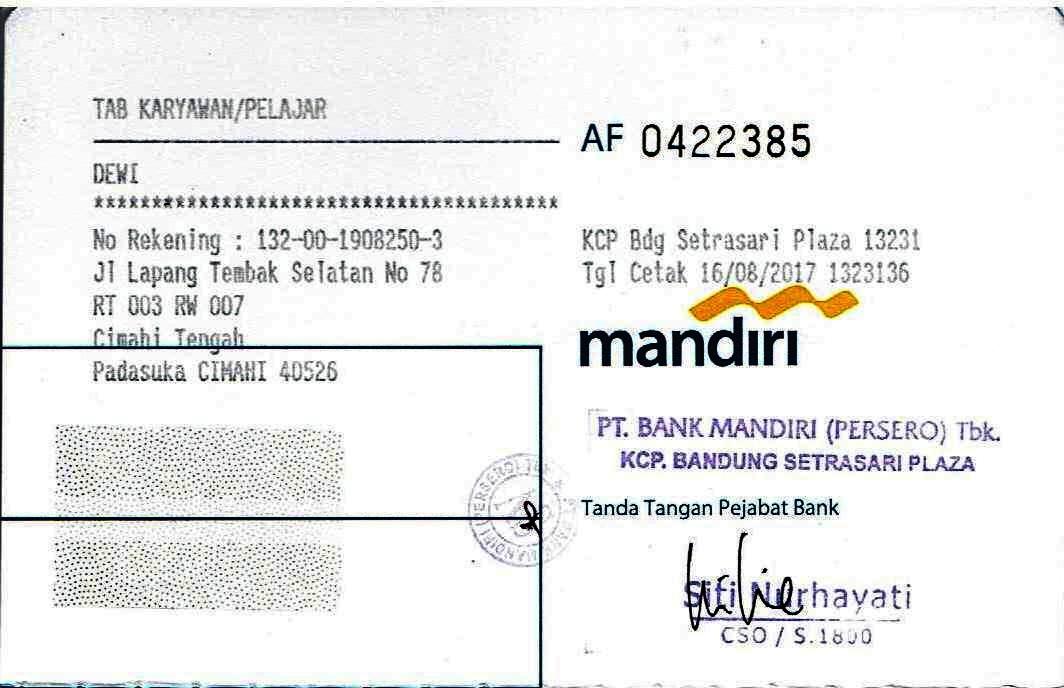 TAB KARYAWAN/PELAJAR
DEWI
****************************************
No Rekening : 132-00-1908250-3
Jl Lapang Tembak Selatan No 78
RT 003 RW 007
Cimahi Tengah
Padasuka CIMAHI 40526
AF 0422385
KCP Bdg Setrasari Plaza 13231
Tgl Cetak 16/08/2017 1323136
mandiri
PT. BANK MANDIRI (PERSERO) Tbk.
KCP. BANDUNG SETRASARI PLAZA
Tanda Tangan Pejabat Bank
Siti Nurhayati
CSO / S.1800